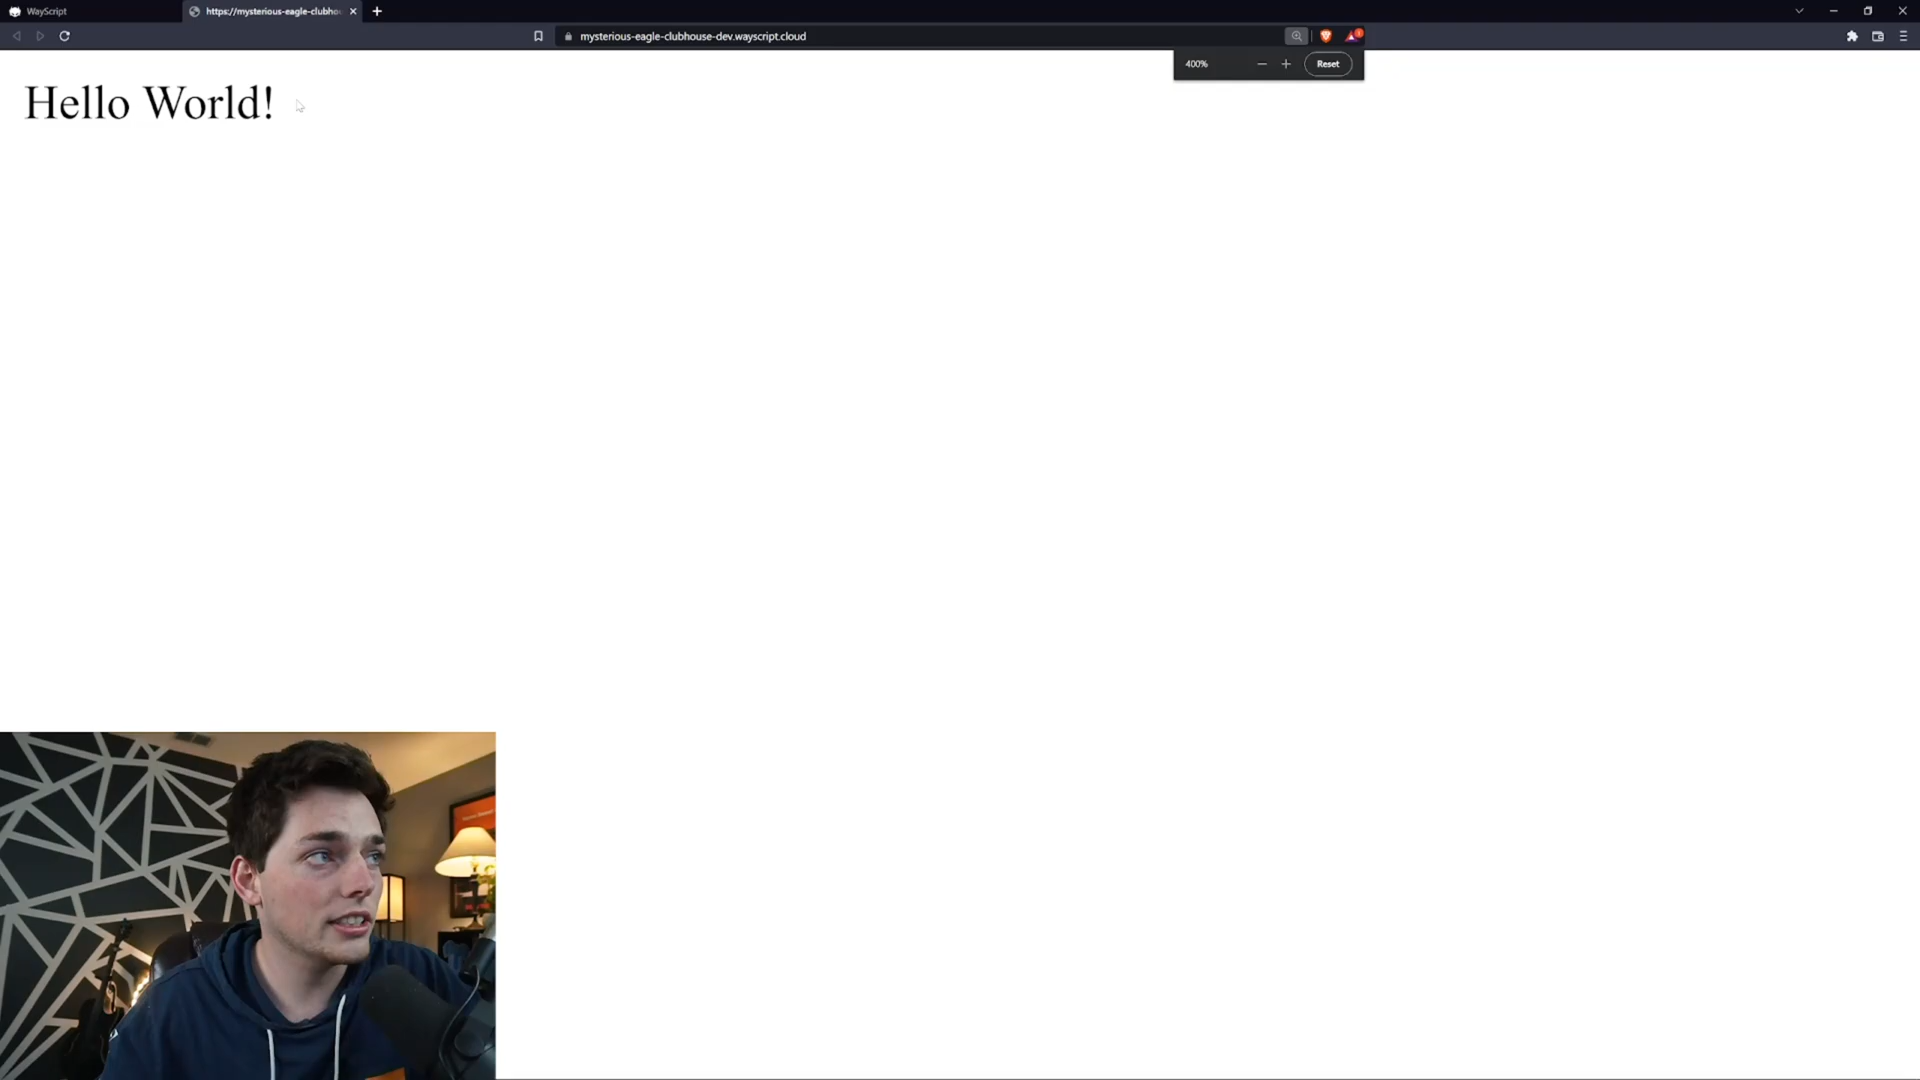 WayScript
https://mysterious-eagle-clubho
mysterious-eagle-clubhouse-dev.wayscript.cloud
400%
Reset
Hello World!